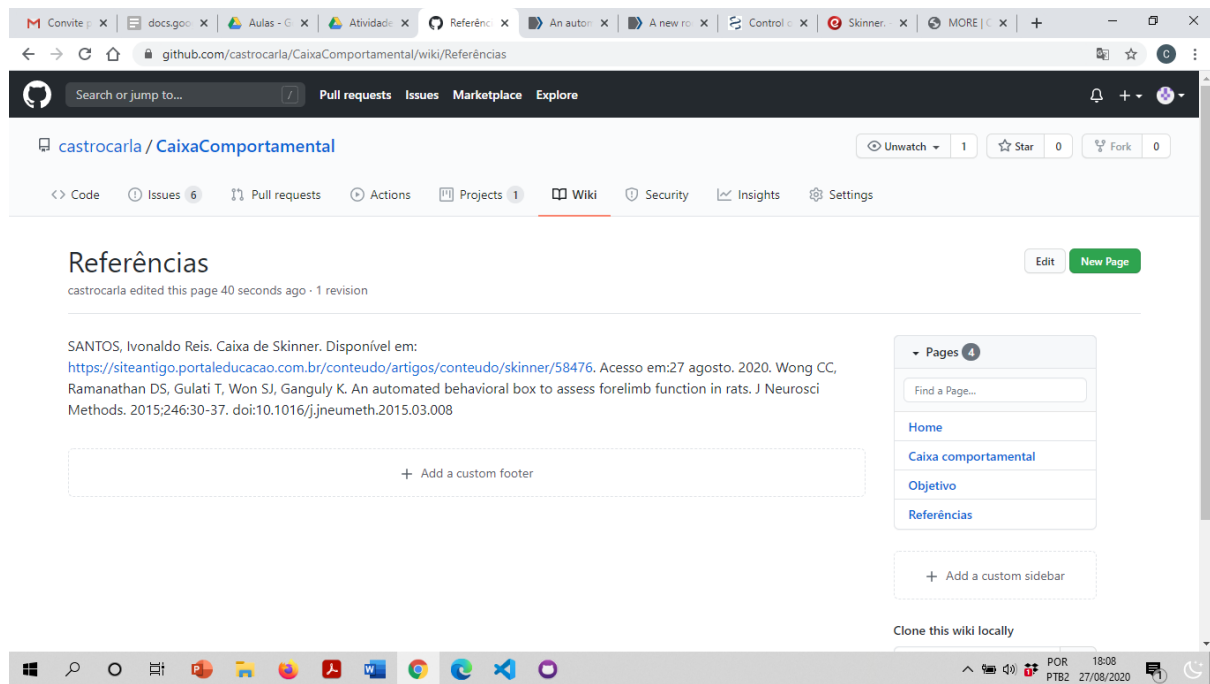 Convite p
docs.goo
Aulas - G
Atividade
Referênc
An autom
A new ro
Control c
Skinner. -
MORE | C
github.com/castrocarla/CaixaComportamental/wiki/Referências
C
Search or jump to...
/
Pull requests Issues Marketplace Explore
castrocarla / CaixaComportamental
Unwatch 1
Star 0
Fork 0
<> Code
Issues 6
Pull requests
Actions
Projects 1
Wiki
Security
Insights
Settings
Referências
Edit
New Page
castrocarla edited this page 40 seconds ago · 1 revision
SANTOS, Ivonaldo Reis. Caixa de Skinner. Disponível em:
https://siteantigo.portaleducacao.com.br/conteudo/artigos/conteudo/skinner/58476. Acesso em:27 agosto. 2020. Wong CC,
Ramanathan DS, Gulati T, Won SJ, Ganguly K. An automated behavioral box to assess forelimb function in rats. J Neurosci
Methods. 2015;246:30-37. doi:10.1016/j.jneumeth.2015.03.008
+ Add a custom footer
Pages 4
Find a Page...
Home
Caixa comportamental
Objetivo
Referências
+ Add a custom sidebar
Clone this wiki locally
POR
PTB2
18:08
27/08/2020
1